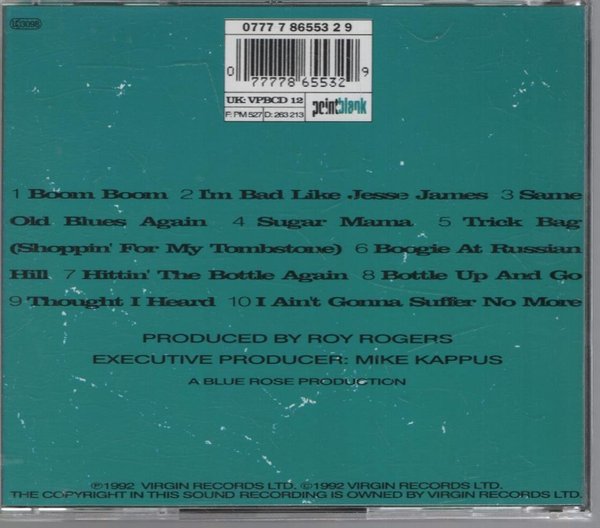 LC 3098
0777 7 86553 2 9
0 77778 65532 9
UK: VPBCD 12
F: PM 527 D: 263 213
pointblank
1 Boom Boom 2 I'm Bad Like Jesse James 3 Same
Old Blues Again 4 Sugar Mama 5 Trick Bag
(Shoppin' For My Tombstone) 6 Boogie At Russian
Hill 7 Hittin' The Bottle Again 8 Bottle Up And Go
9 Thought I Heard 10 I Ain't Gonna Suffer No More
PRODUCED BY ROY ROGERS
EXECUTIVE PRODUCER: MIKE KAPPUS
A BLUE ROSE PRODUCTION
℗1992 VIRGIN RECORDS LTD. ©1992 VIRGIN RECORDS LTD.
THE COPYRIGHT IN THIS SOUND RECORDING IS OWNED BY VIRGIN RECORDS LTD.